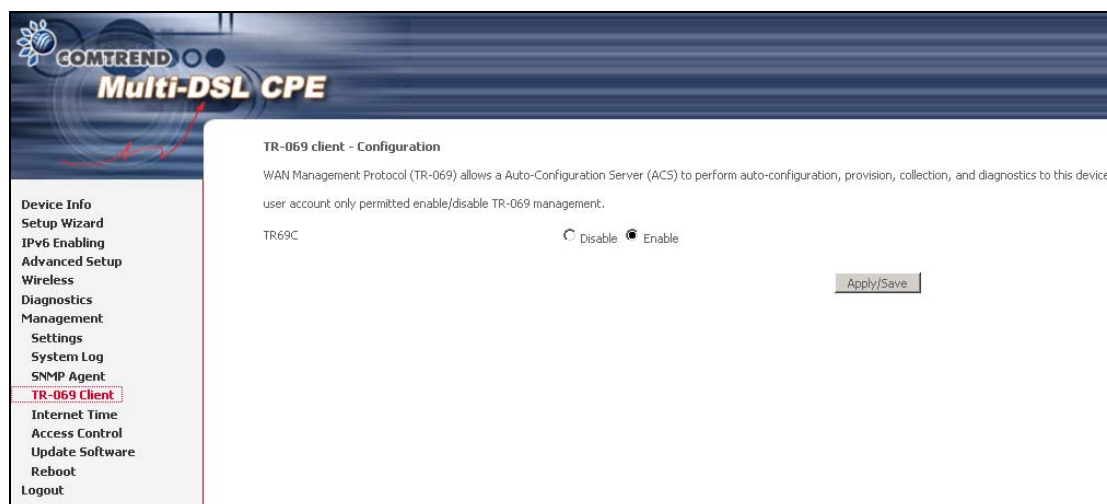 COMTREND
Multi-DSL CPE
TR-069 client - Configuration
WAN Management Protocol (TR-069) allows a Auto-Configuration Server (ACS) to perform auto-configuration, provision, collection, and diagnostics to this device
user account only permitted enable/disable TR-069 management.
TR69C Disable Enable
Apply/Save
Device Info
Setup Wizard
IPv6 Enabling
Advanced Setup
Wireless
Diagnostics
Management
Settings
System Log
SNMP Agent
TR-069 Client
Internet Time
Access Control
Update Software
Reboot
Logout